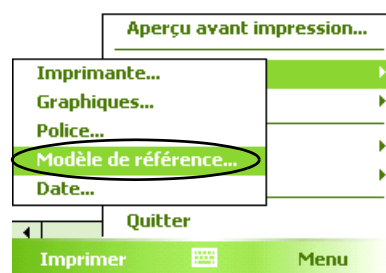 Aperçu avant impression...
Imprimante...
Graphiques...
Police...
Modèle de référence...
Date...
Quitter
Imprimer
Menu